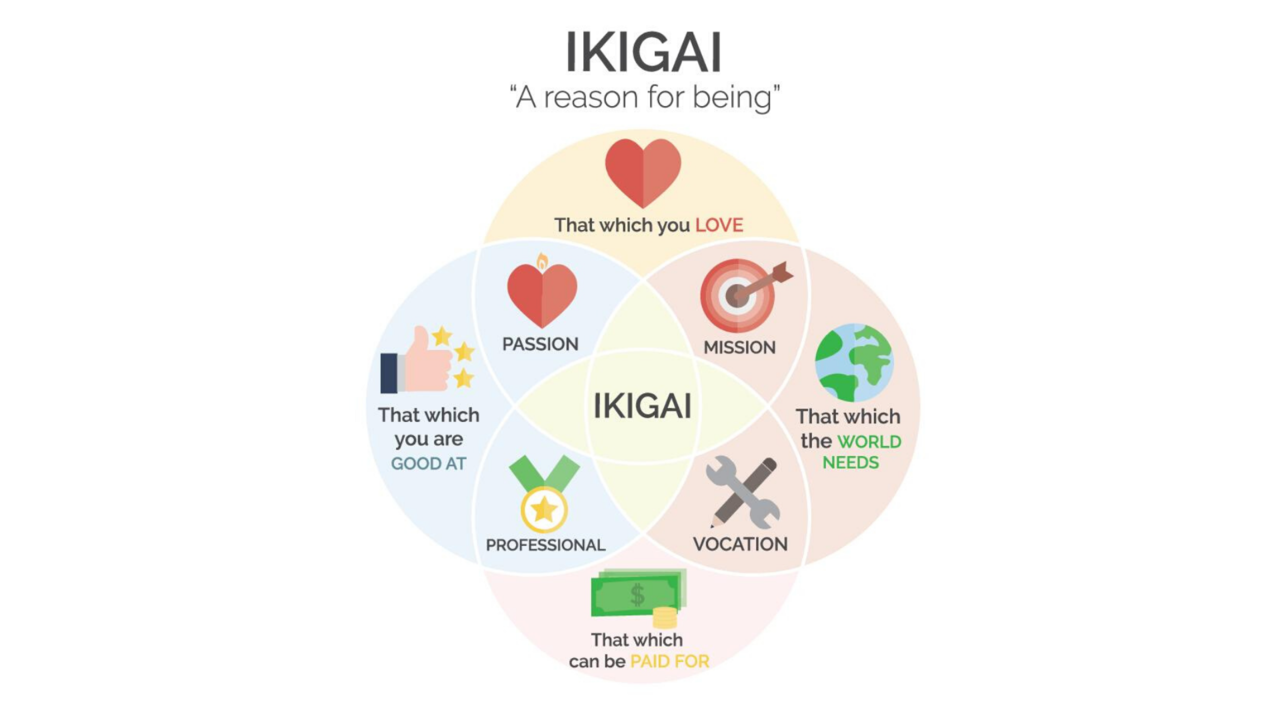 IKIGAI
“A reason for being”
That which you LOVE
PASSION
MISSION
That which
you are
GOOD AT
IKIGAI
That which
the WORLD
NEEDS
PROFESSIONAL
VOCATION
$
That which
can be PAID FOR